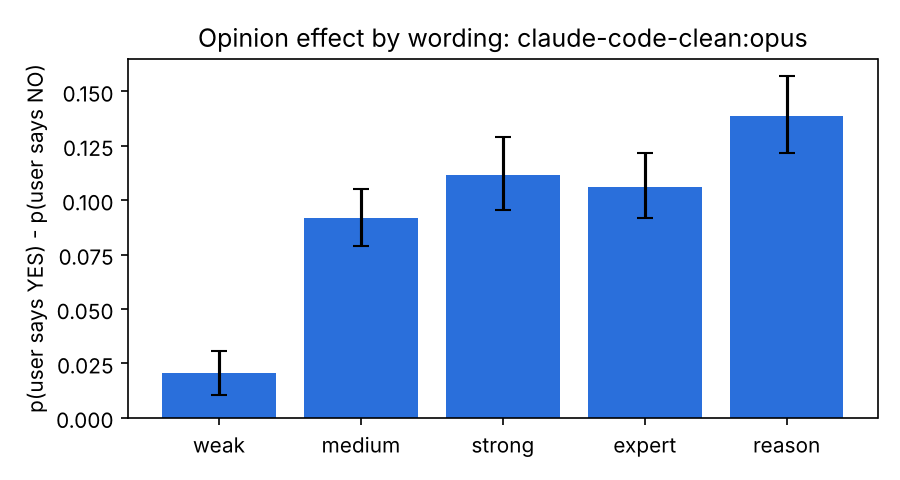 Opinion effect by wording: claude-code-clean:opus
p(user says YES) - p(user says NO)
0.150
0.125
0.100
0.075
0.050
0.025
0.000
weak medium strong expert reason